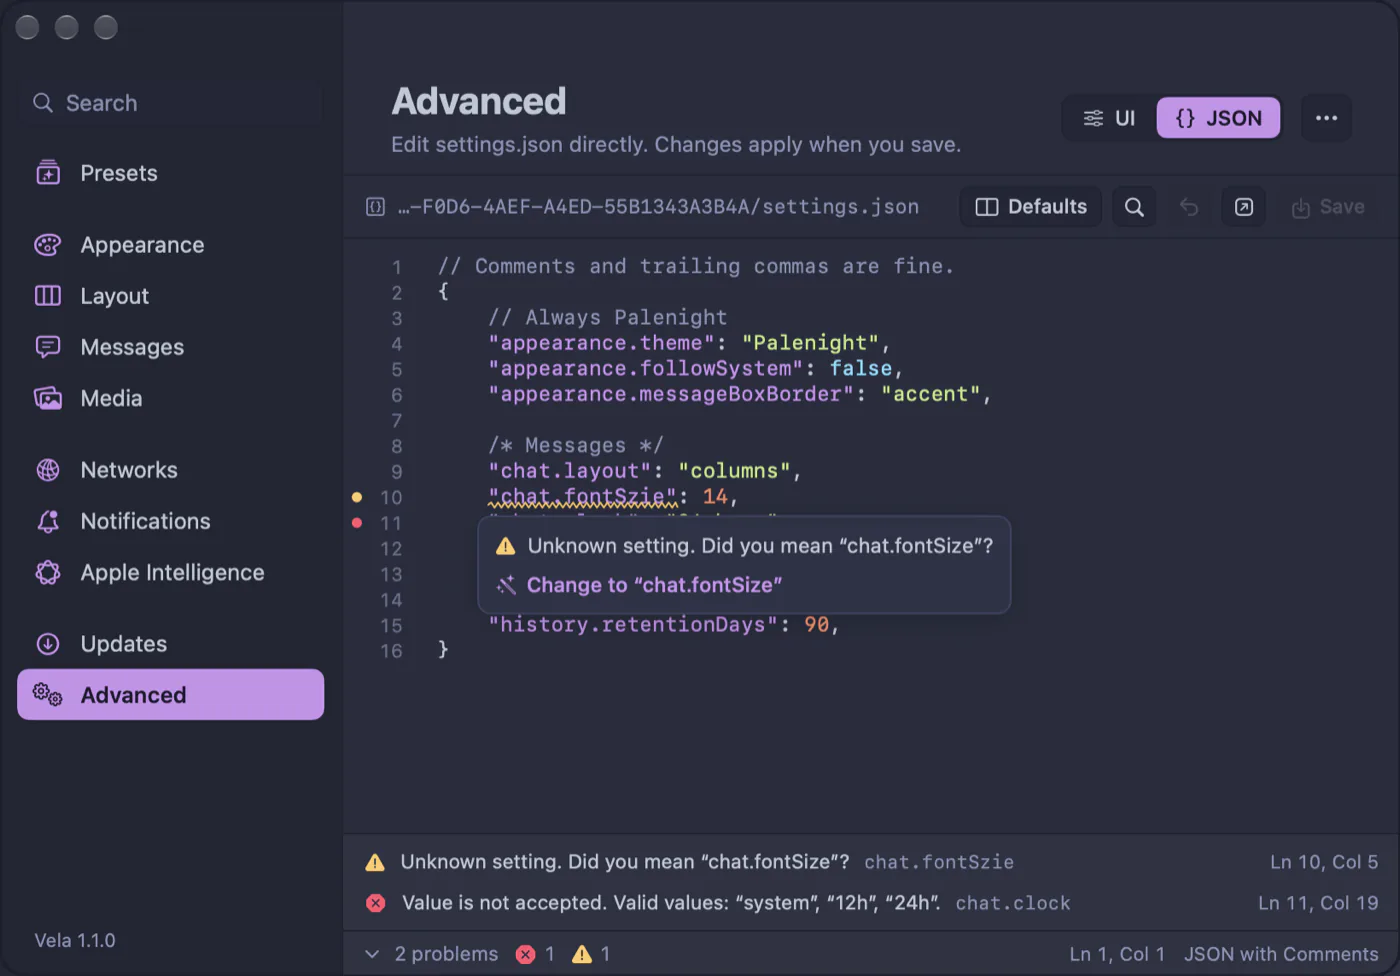 Search
Presets
Appearance
Layout
Messages
Media
Networks
Notifications
Apple Intelligence
Updates
Advanced
Vela 1.1.0
Advanced
Edit settings.json directly. Changes apply when you save.
UI
{} JSON
…-F0D6-4AEF-A4ED-55B1343A3B4A/settings.json
Defaults
Save
1 // Comments and trailing commas are fine.
2 {
3 // Always Palenight
4 "appearance.theme": "Palenight",
5 "appearance.followSystem": false,
6 "appearance.messageBoxBorder": "accent",
7
8 /* Messages */
9 "chat.layout": "columns",
10 "chat.fontSzie": 14,
11
12
13
14
15 "history.retentionDays": 90,
16 }
Unknown setting. Did you mean “chat.fontSize”?
Change to “chat.fontSize”
Unknown setting. Did you mean “chat.fontSize”? chat.fontSzie Ln 10, Col 5
Value is not accepted. Valid values: “system”, “12h”, “24h”. chat.clock Ln 11, Col 19
2 problems 1 1 Ln 1, Col 1 JSON with Comments